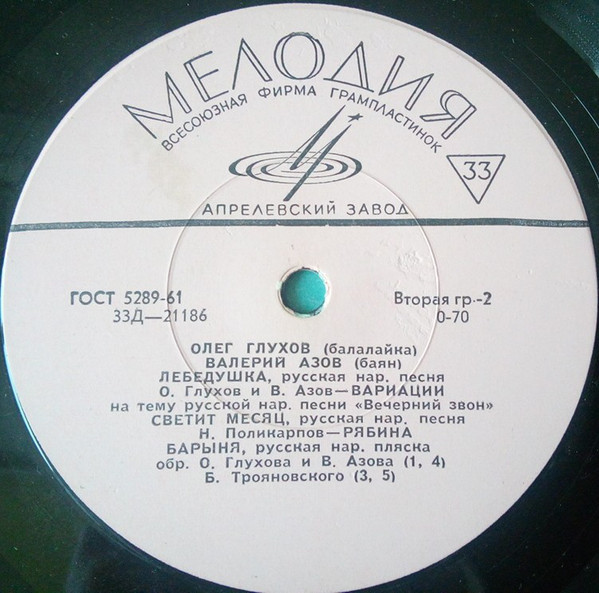 МЕЛОДИЯ
ВСЕСОЮЗНАЯ ФИРМА ГРАМПЛАСТИНОК
33
АПРЕЛЕВСКИЙ ЗАВОД
ГОСТ 5289-61 Вторая гр.-2
33Д—21186 0-70
ОЛЕГ ГЛУХОВ (балалайка)
ВАЛЕРИЙ АЗОВ (баян)
ЛЕБЕДУШКА, русская нар. песня
О. Глухов и В. Азов—ВАРИАЦИИ
на тему русской нар. песни «Вечерний звон»
СВЕТИТ МЕСЯЦ, русская нар. песня
Н. Поликарпов—РЯБИНА
БАРЫНЯ, русская нар. пляска
обр. О. Глухова и В. Азова (1, 4)
Б. Трояновского (3, 5)